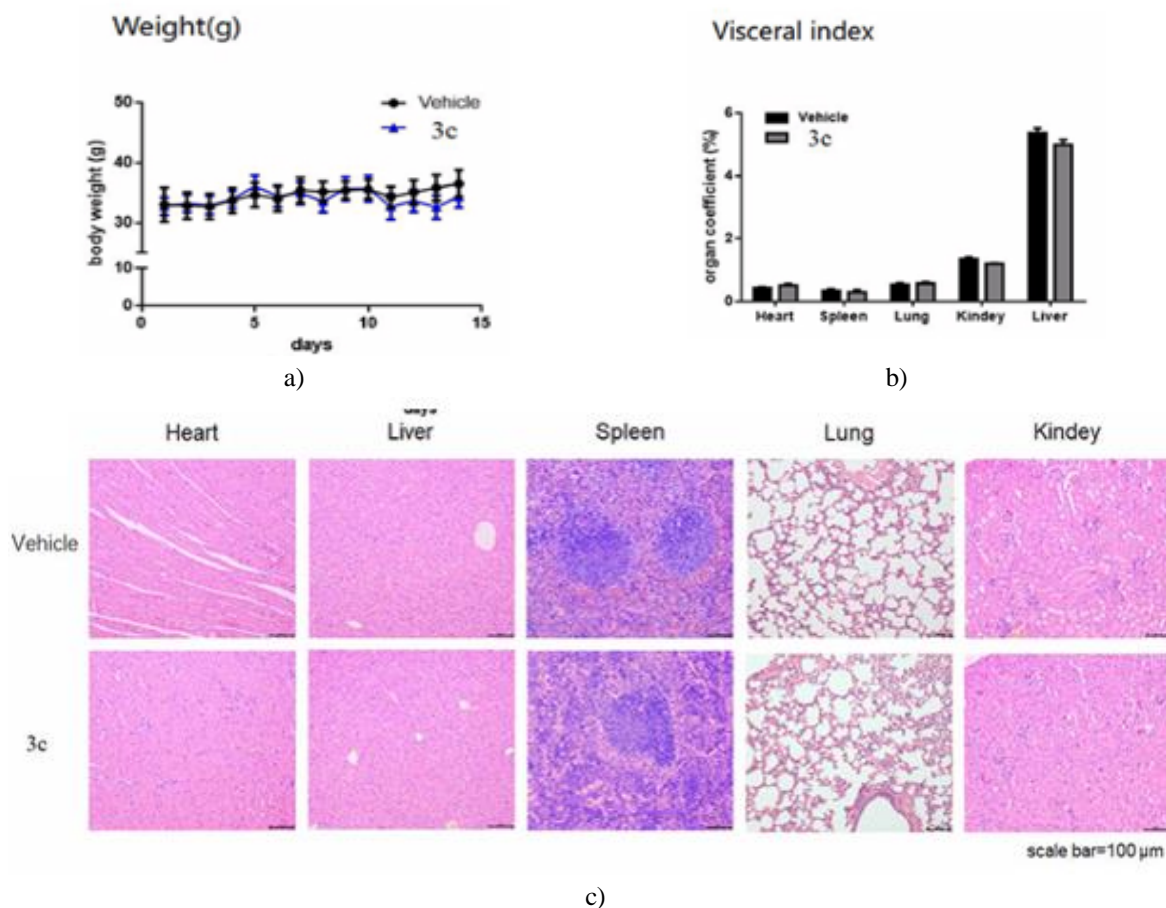 Weight(g)
Vehicle
3c
50
40
30
10
0
body weight (g)
0 5 10 15
days
a)
Visceral index
Vehicle
3c
6
4
2
0
organ coefficient (%)
Heart Spleen Lung Kindey Liver
b)
days
Heart Liver Spleen Lung Kindey
Vehicle
3c
scale bar=100 μm
c)